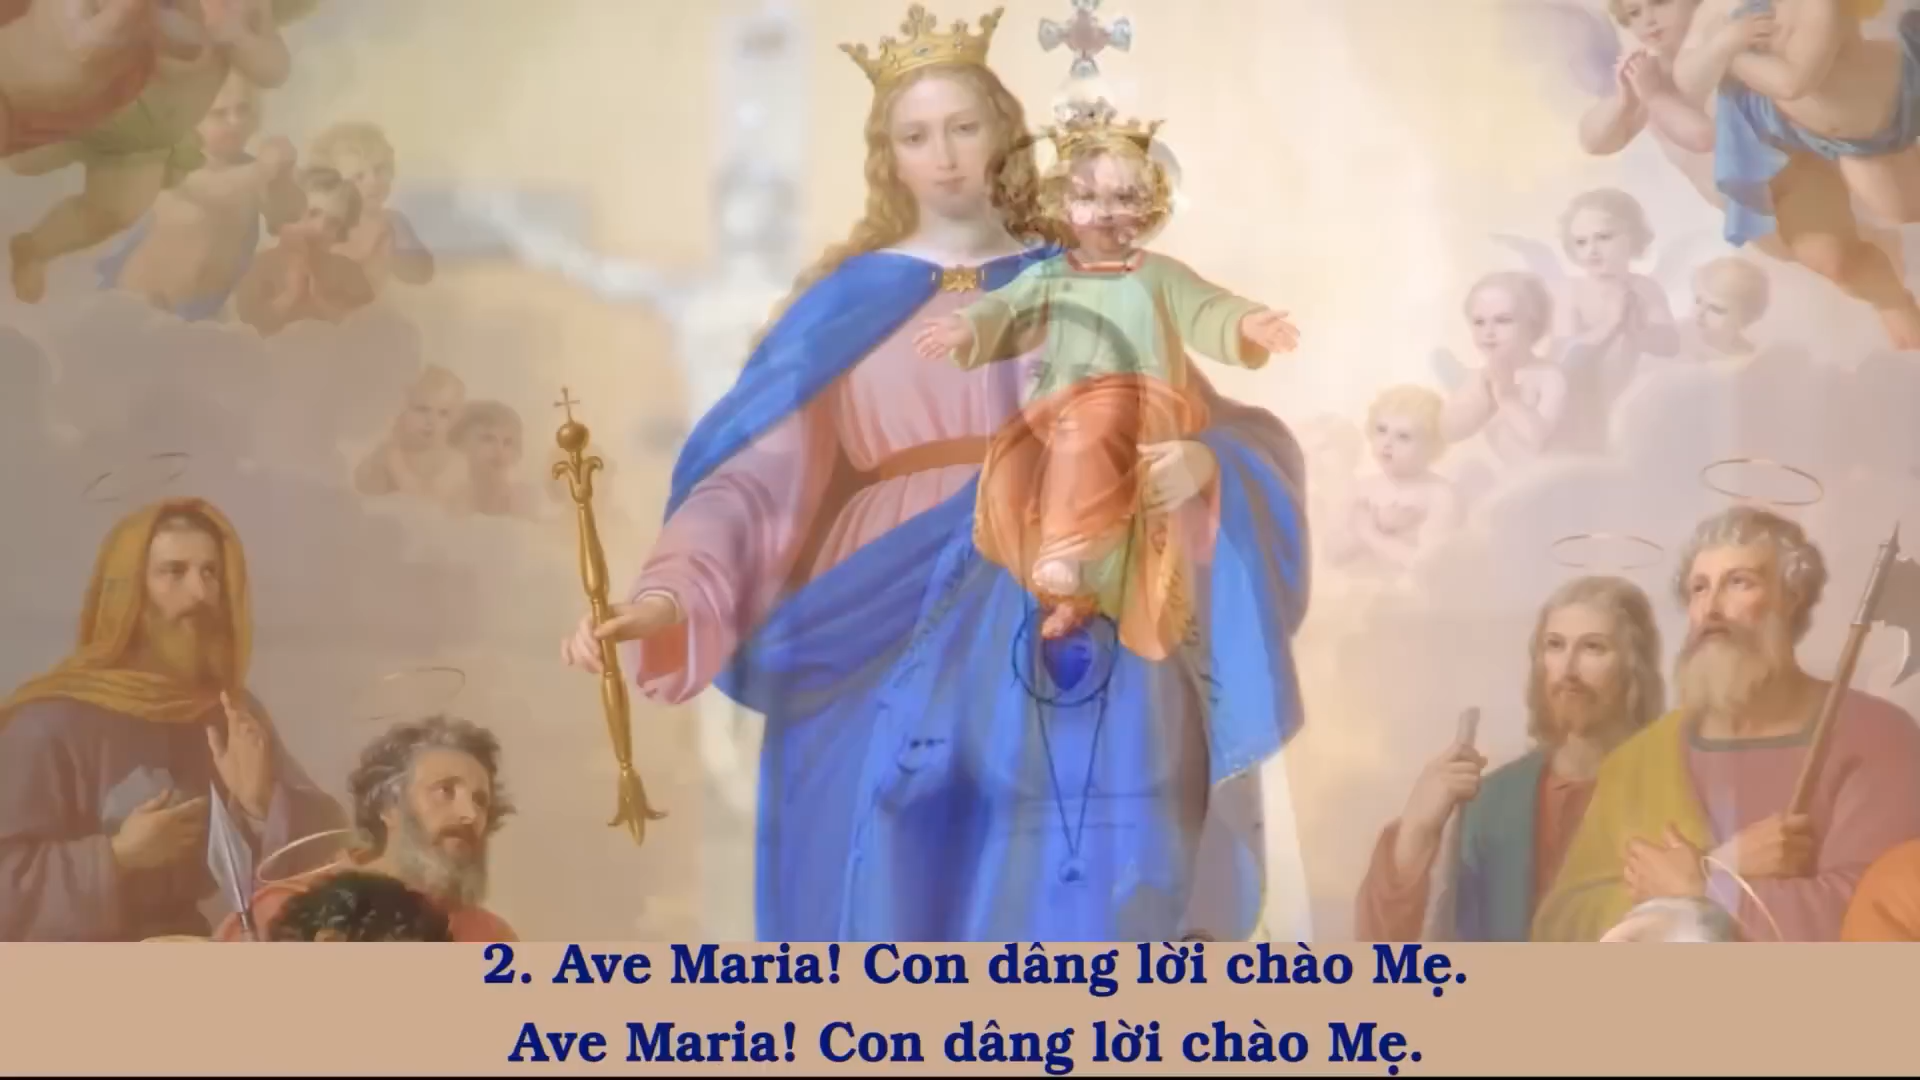 2. Ave Maria! Con dâng lời chào Mẹ.
Ave Maria! Con dâng lời chào Mẹ.